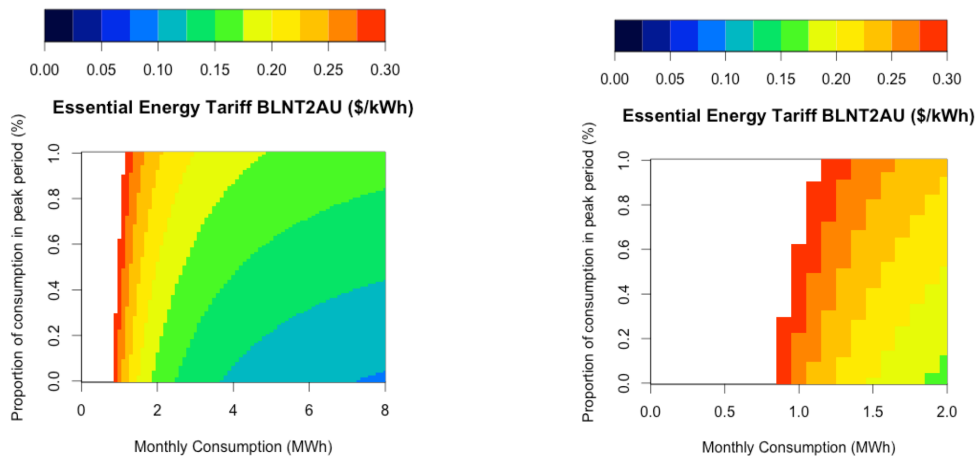 0.00 0.05 0.10 0.15 0.20 0.25 0.30
Essential Energy Tariff BLNT2AU ($/kWh)
Proportion of consumption in peak period (%)
1.0
0.8
0.6
0.4
0.2
0.0
0 2 4 6 8
Monthly Consumption (MWh)
0.00 0.05 0.10 0.15 0.20 0.25 0.30
Essential Energy Tariff BLNT2AU ($/kWh)
Proportion of consumption in peak period (%)
1.0
0.8
0.6
0.4
0.2
0.0
0.0 0.5 1.0 1.5 2.0
Monthly Consumption (MWh)